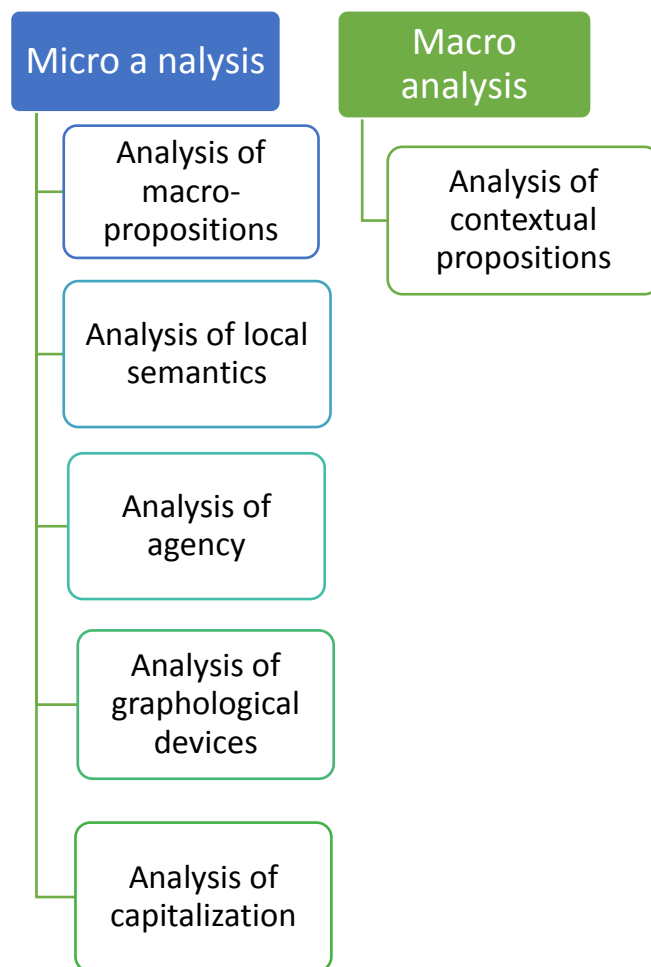 Micro a nalysis
Analysis of
macro-
propositions
Analysis of local
semantics
Analysis of
agency
Analysis of
graphological
devices
Analysis of
capitalization
Macro
analysis
Analysis of
contextual
propositions